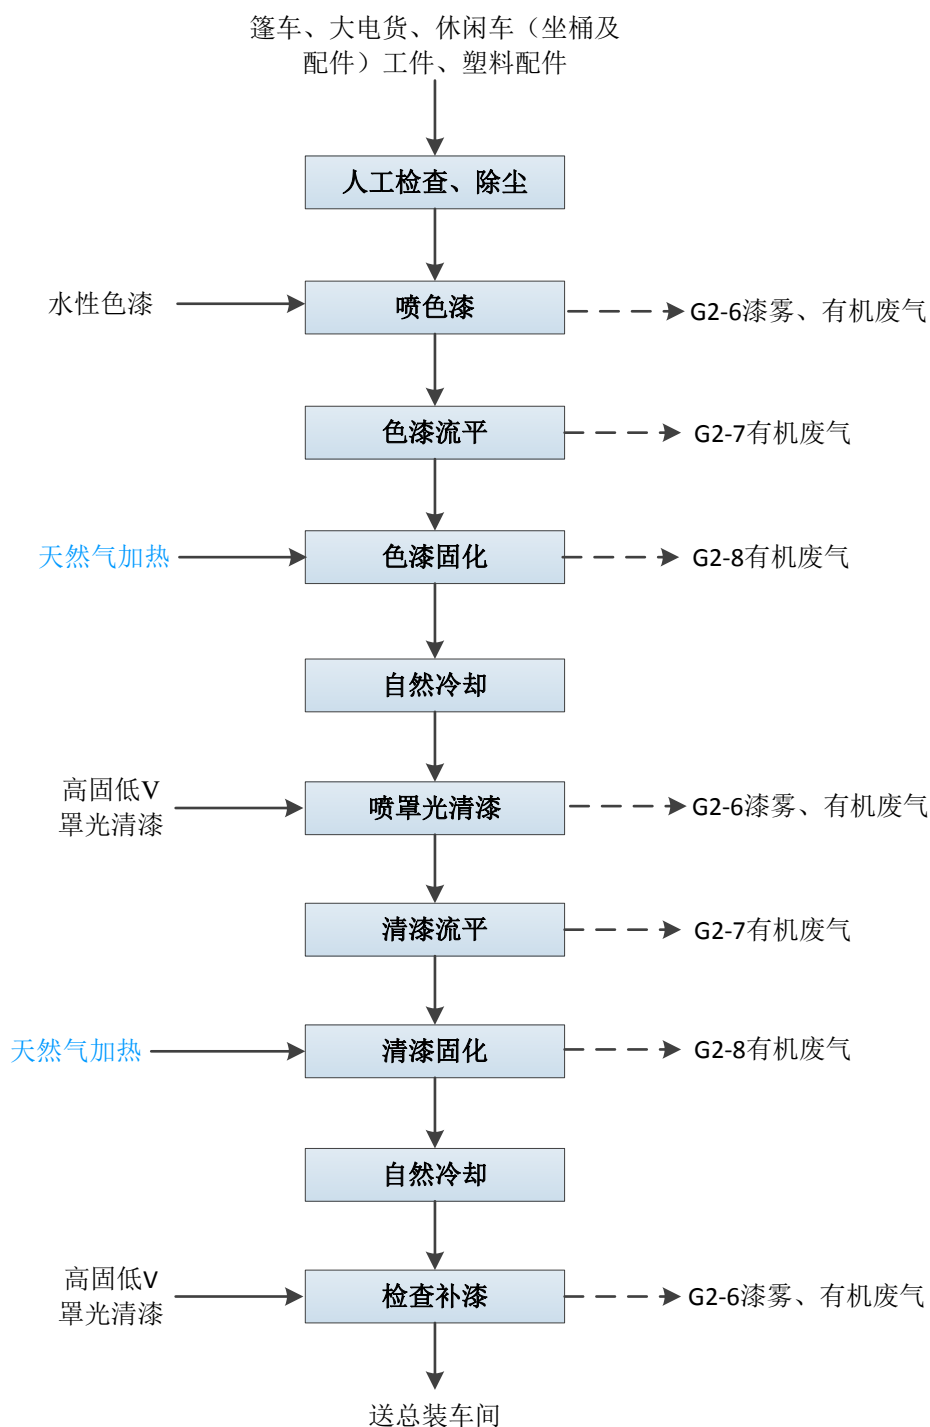 篷车、大电货、休闲车（坐桶及
配件）工件、塑料配件
人工检查、除尘
水性色漆
喷色漆
G2-6漆雾、有机废气
色漆流平
G2-7有机废气
天然气加热
色漆固化
G2-8有机废气
自然冷却
高固低V
罩光清漆
喷罩光清漆
G2-6漆雾、有机废气
清漆流平
G2-7有机废气
天然气加热
清漆固化
G2-8有机废气
自然冷却
高固低V
罩光清漆
检查补漆
G2-6漆雾、有机废气
送总装车间